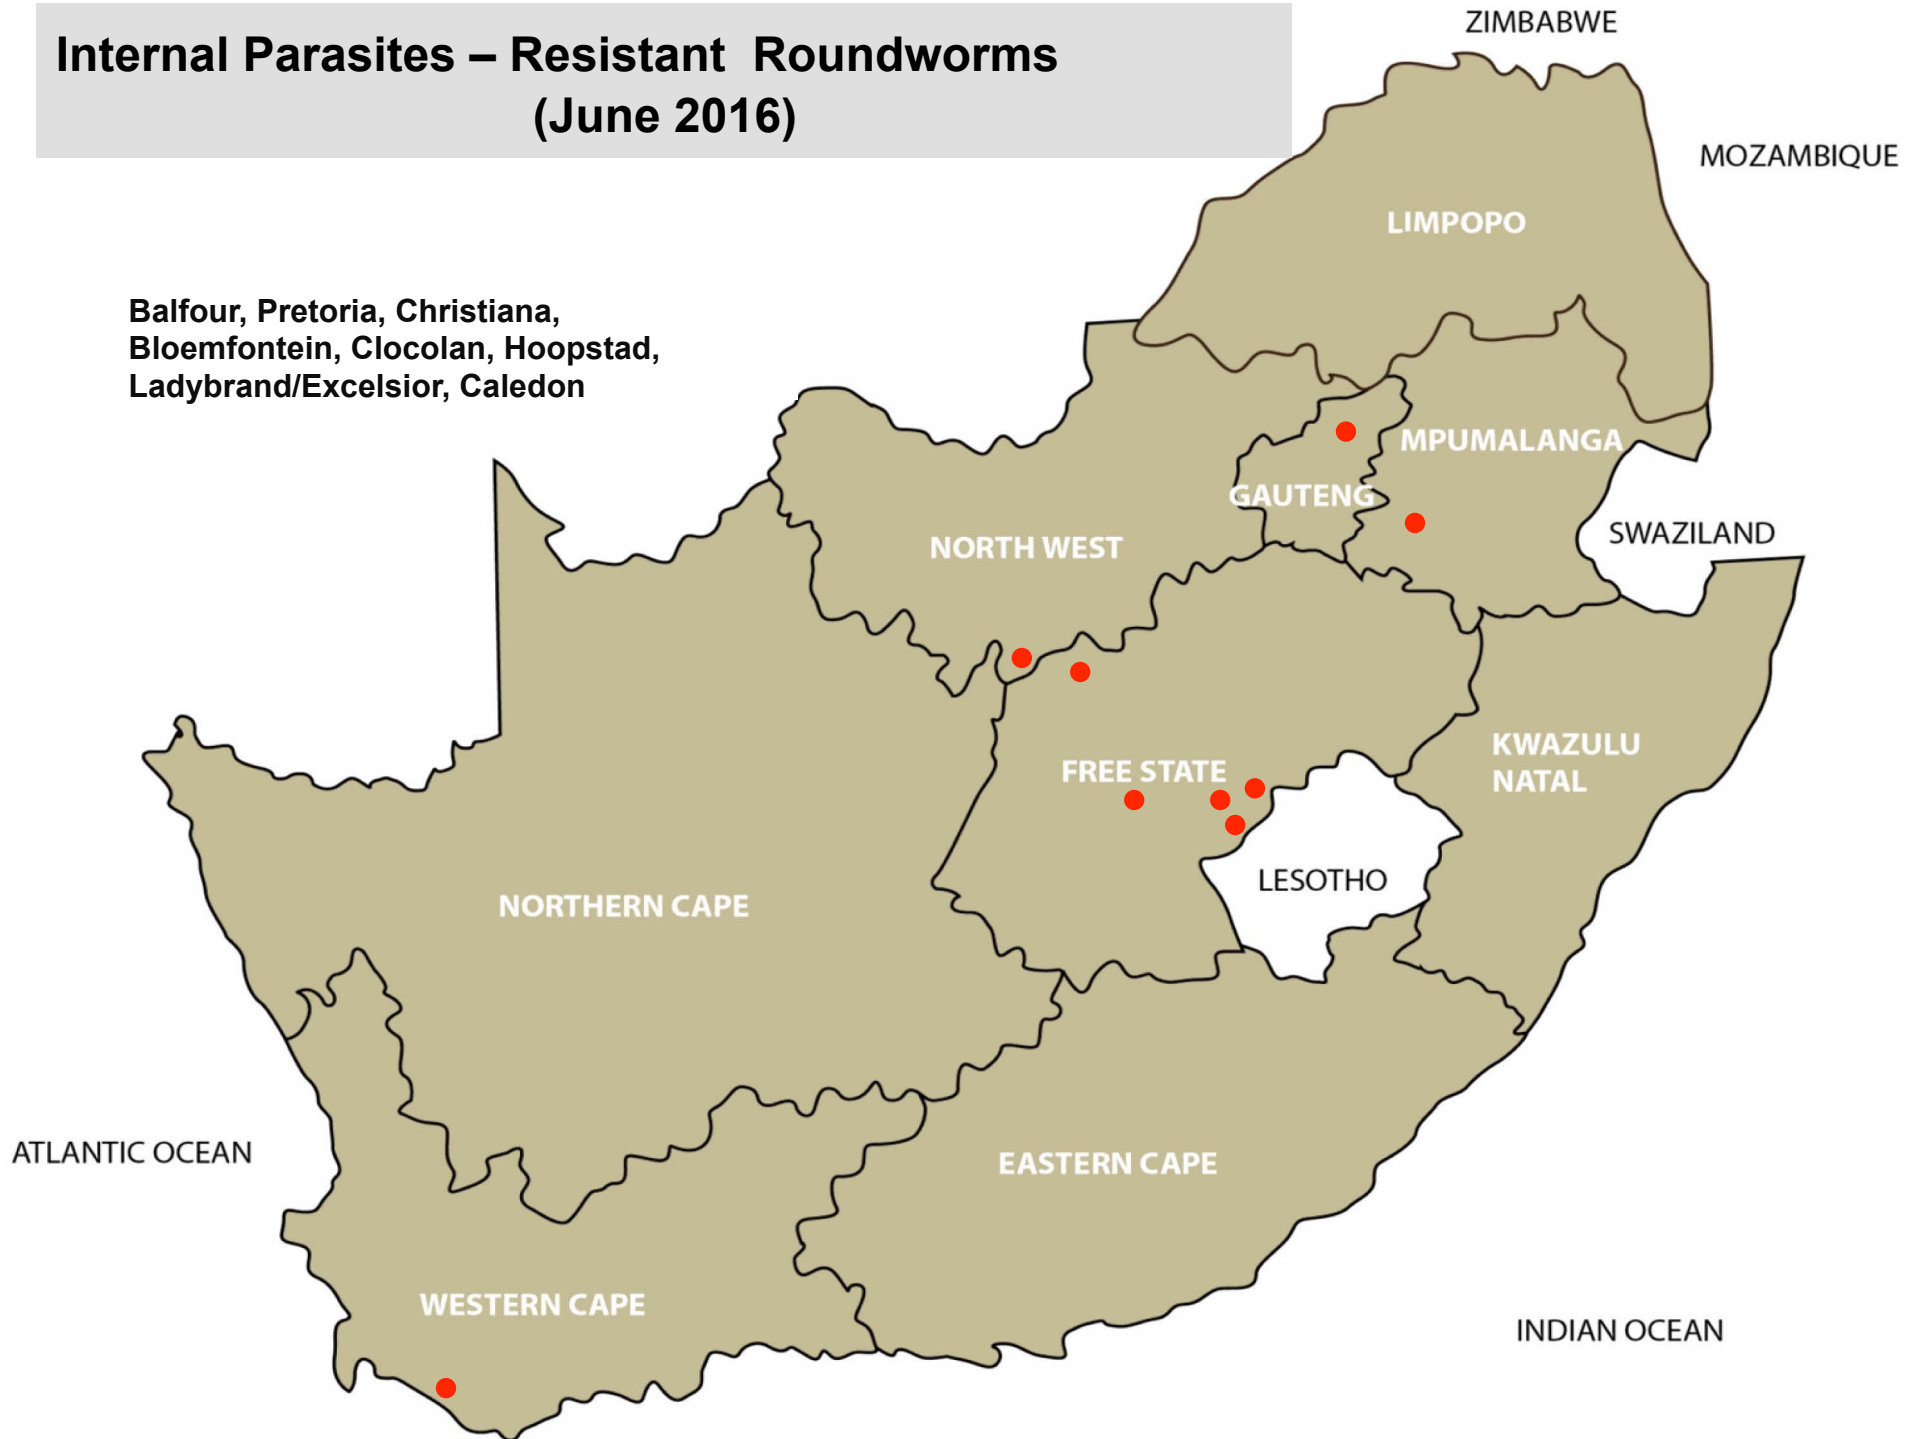 Internal Parasites – Resistant Roundworms
(June 2016)
Balfour, Pretoria, Christiana,
Bloemfontein, Clocolan, Hoopstad,
Ladybrand/Excelsior, Caledon
ZIMBABWE
MOZAMBIQUE
LIMPOPO
MPUMALANGA
GAUTENG
SWAZILAND
NORTH WEST
KWAZULU
NATAL
FREE STATE
LESOTHO
NORTHERN CAPE
ATLANTIC OCEAN
EASTERN CAPE
WESTERN CAPE
INDIAN OCEAN